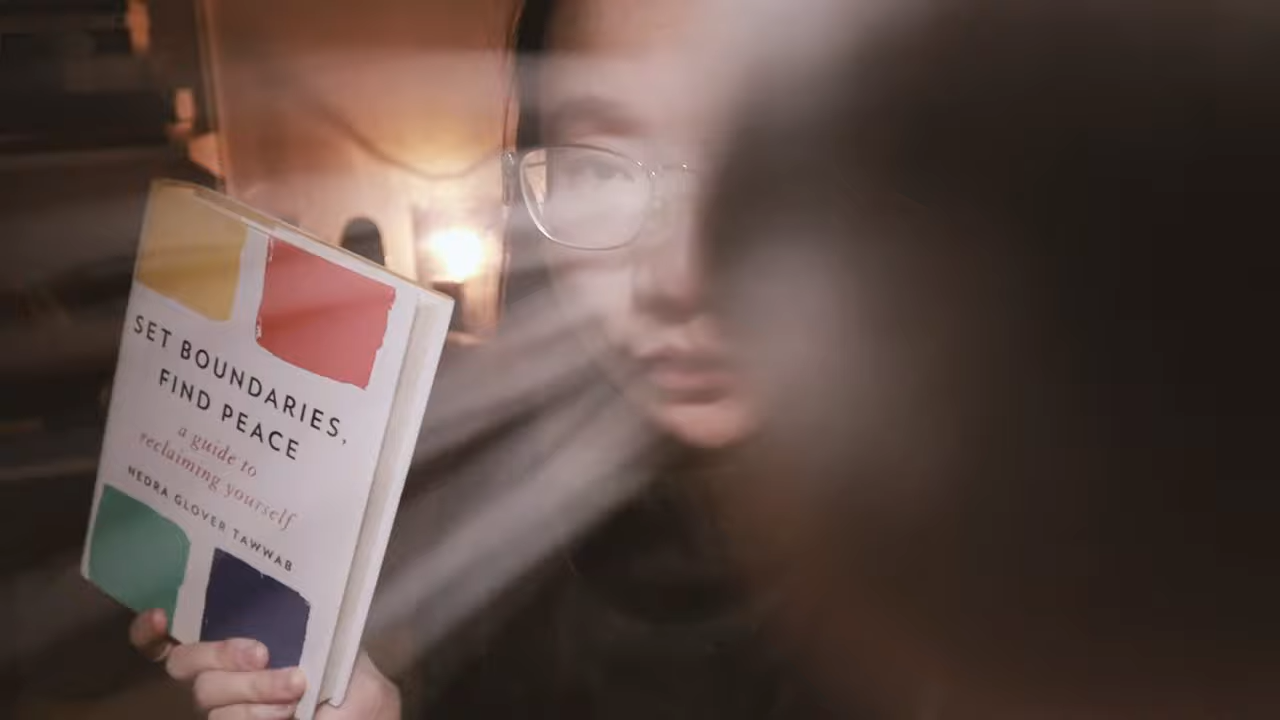 SET BOUNDARIES,
FIND PEACE
a guide to
reclaiming yourself
NEDRA GLOVER TAWWAB